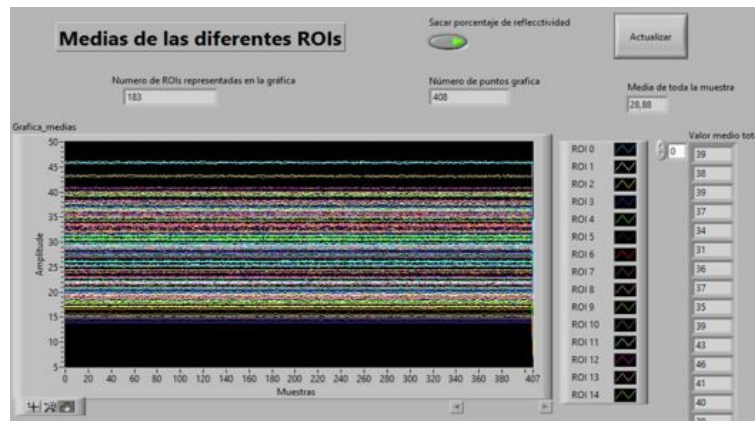 Medias de las diferentes ROIs
Sacar porcentaje de reflecctividad
Actualizar
Numero de ROIs representadas en la gráfica
183
Número de puntos grafica
408
Media de toda la muestra
28,88
Grafica_medias
Valor medio tot
50
45
40
35
30
25
20
15
10
5
Amplitude
0 20 40 60 80 100 120 140 160 180 200 220 240 260 280 300 320 340 360 380 407
Muestras
ROI 0
ROI 1
ROI 2
ROI 3
ROI 4
ROI 5
ROI 6
ROI 7
ROI 8
ROI 9
ROI 10
ROI 11
ROI 12
ROI 13
ROI 14
0
39
38
39
37
34
31
36
37
35
39
43
46
41
40